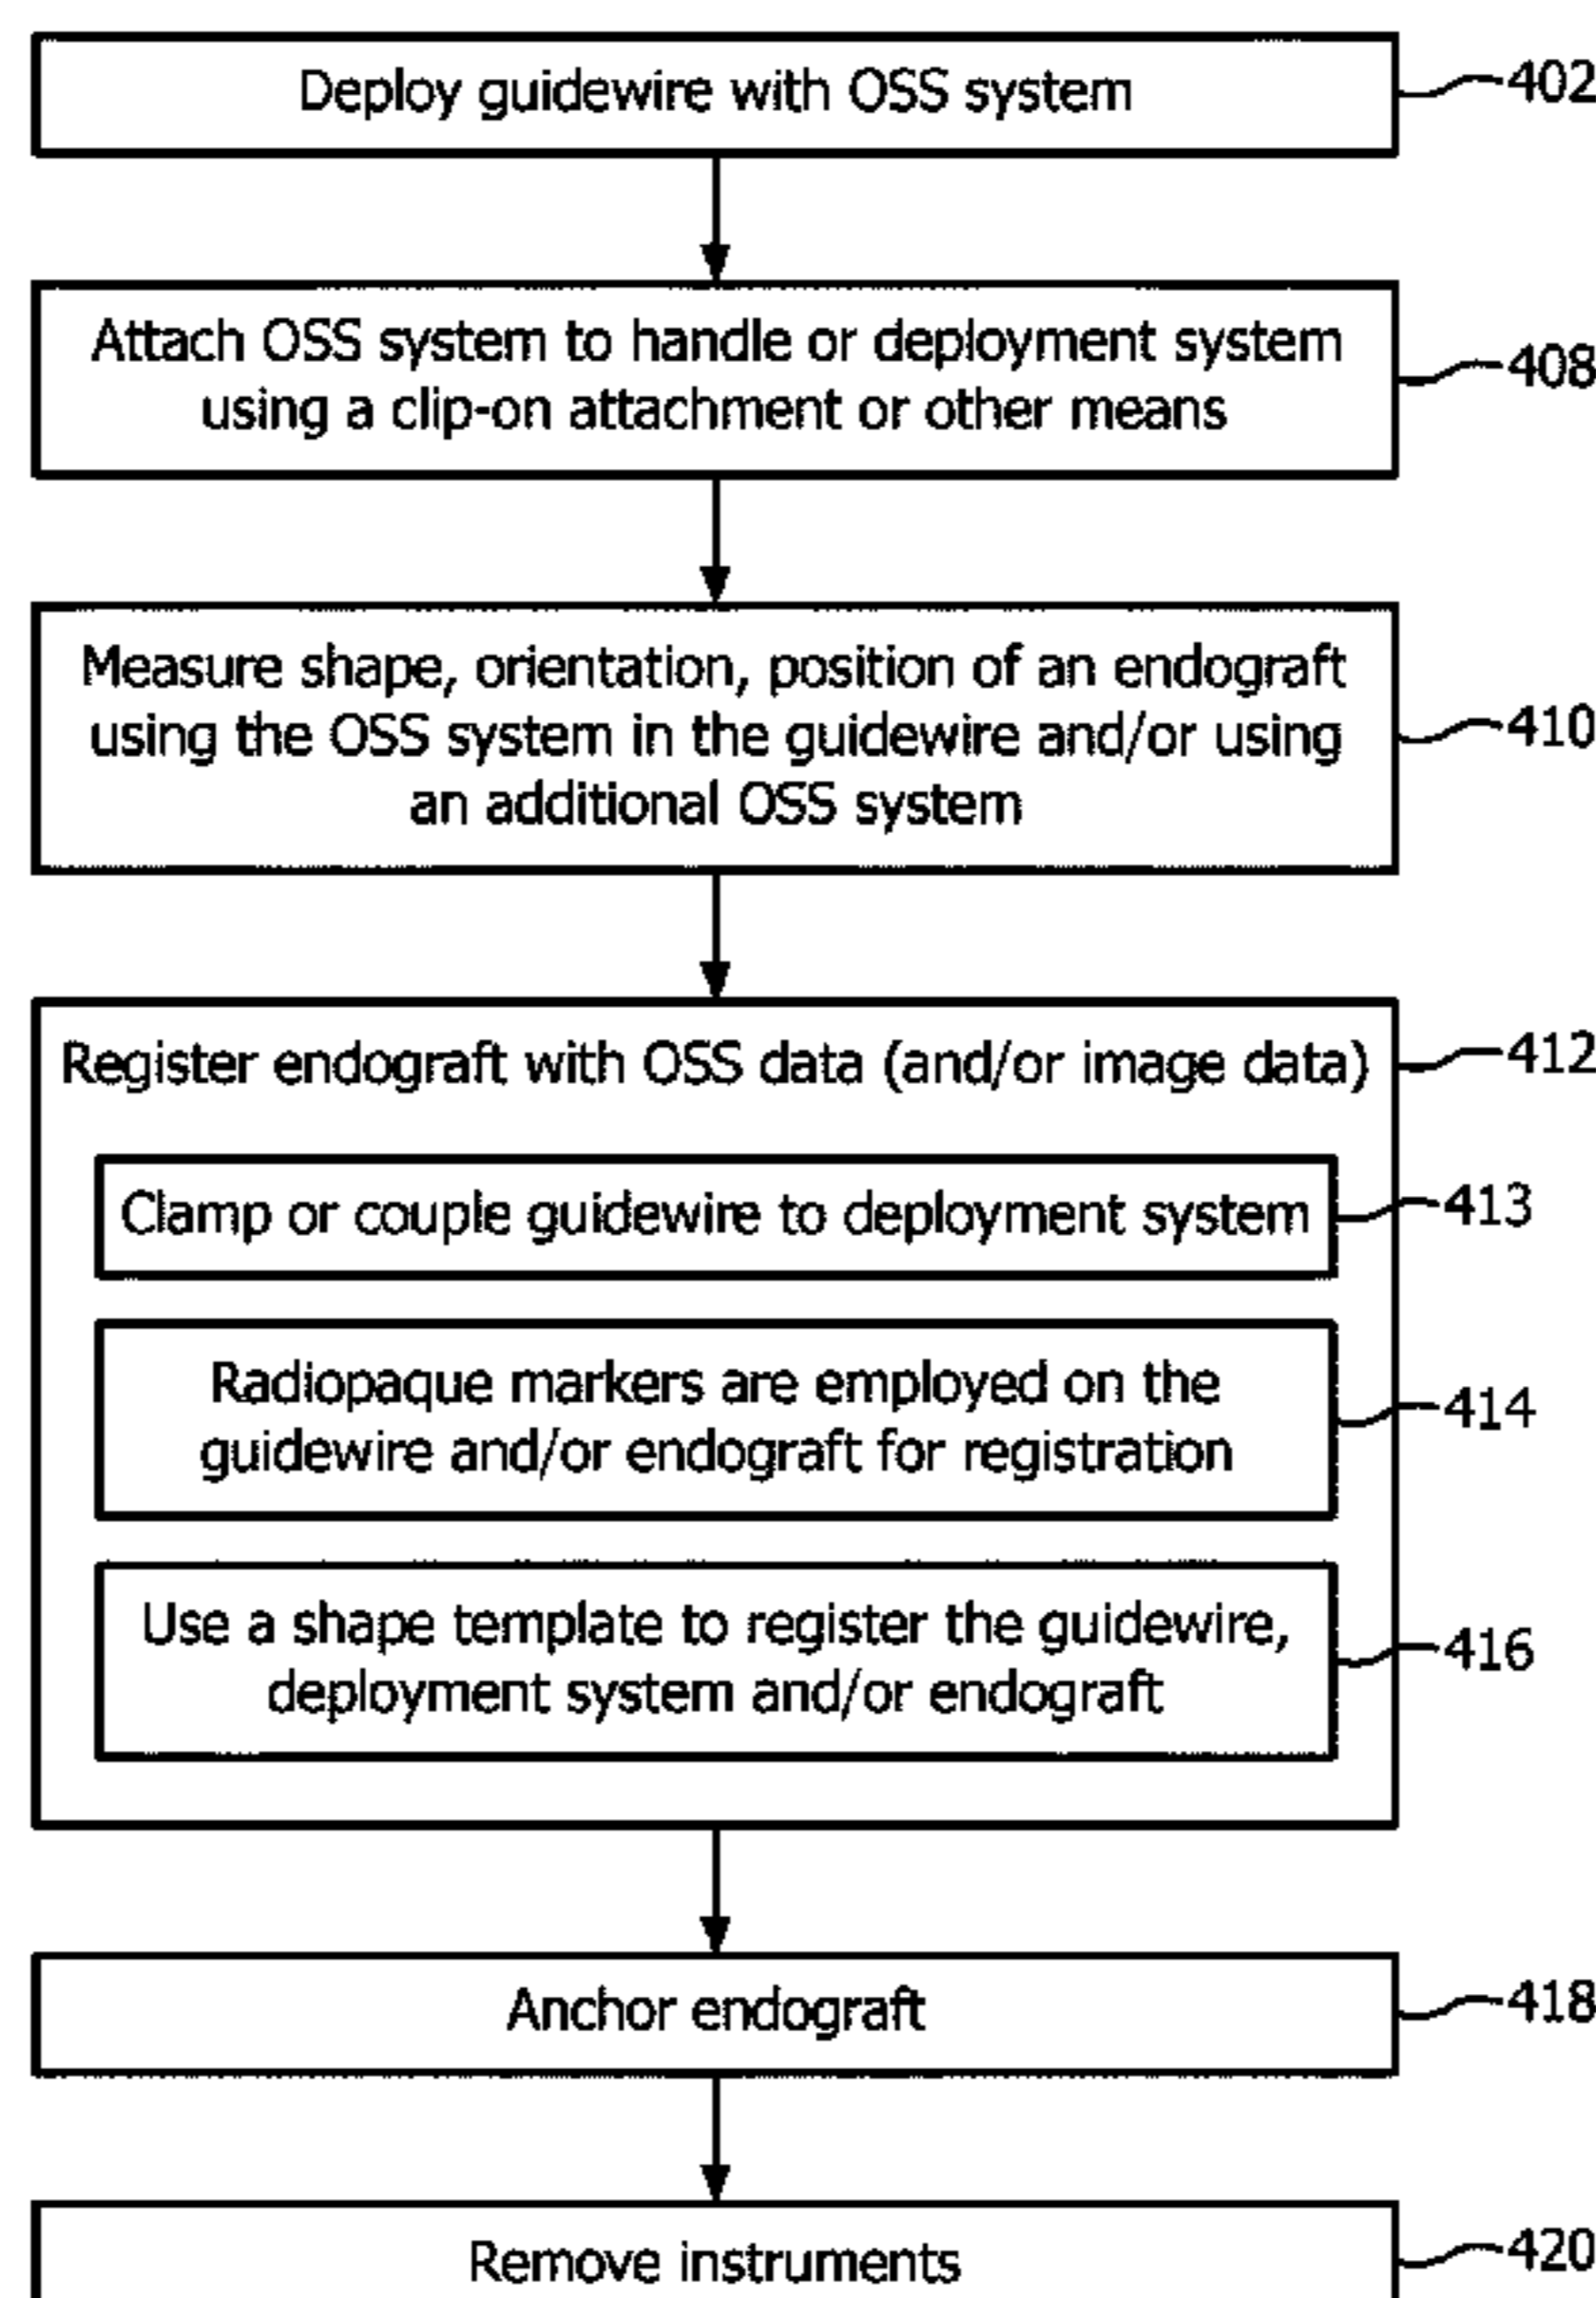 Deploy guidewire with OSS system
402
Attach OSS system to handle or deployment system
using a clip-on attachment or other means
408
Measure shape, orientation, position of an endograft
using the OSS system in the guidewire and/or using
an additional OSS system
410
Register endograft with OSS data (and/or image data)
412
Clamp or couple guidewire to deployment system
413
Radiopaque markers are employed on the
guidewire and/or endograft for registration
414
Use a shape template to register the guidewire,
deployment system and/or endograft
416
Anchor endograft
418
Remove instruments
420